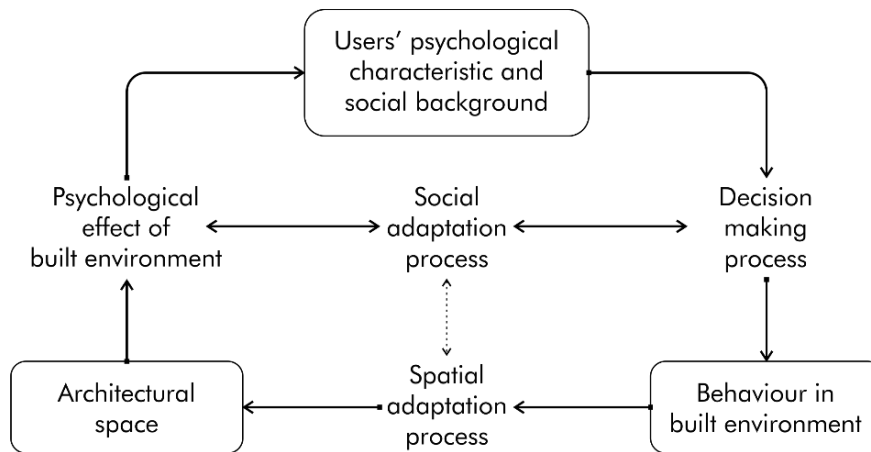 Users' psychological
characteristic and
social background
Psychological
effect of
built environment
Social
adaptation
process
Decision
making
process
Architectural
space
Spatial
adaptation
process
Behaviour in
built environment